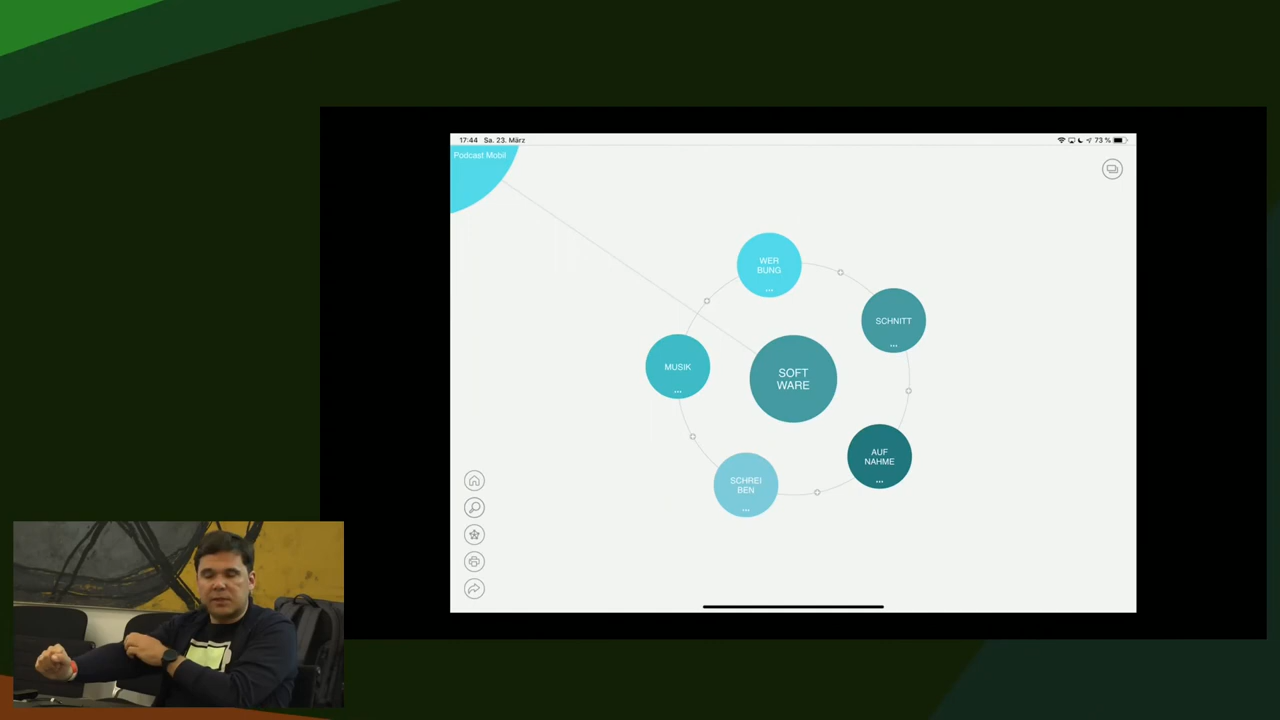 17:44 Sa. 23. März
73 %
Podcast Mobil
WER
BUNG
...
SCHNITT
...
MUSIK
...
SOFT
WARE
AUF
NAHME
...
SCHREI
BEN
...